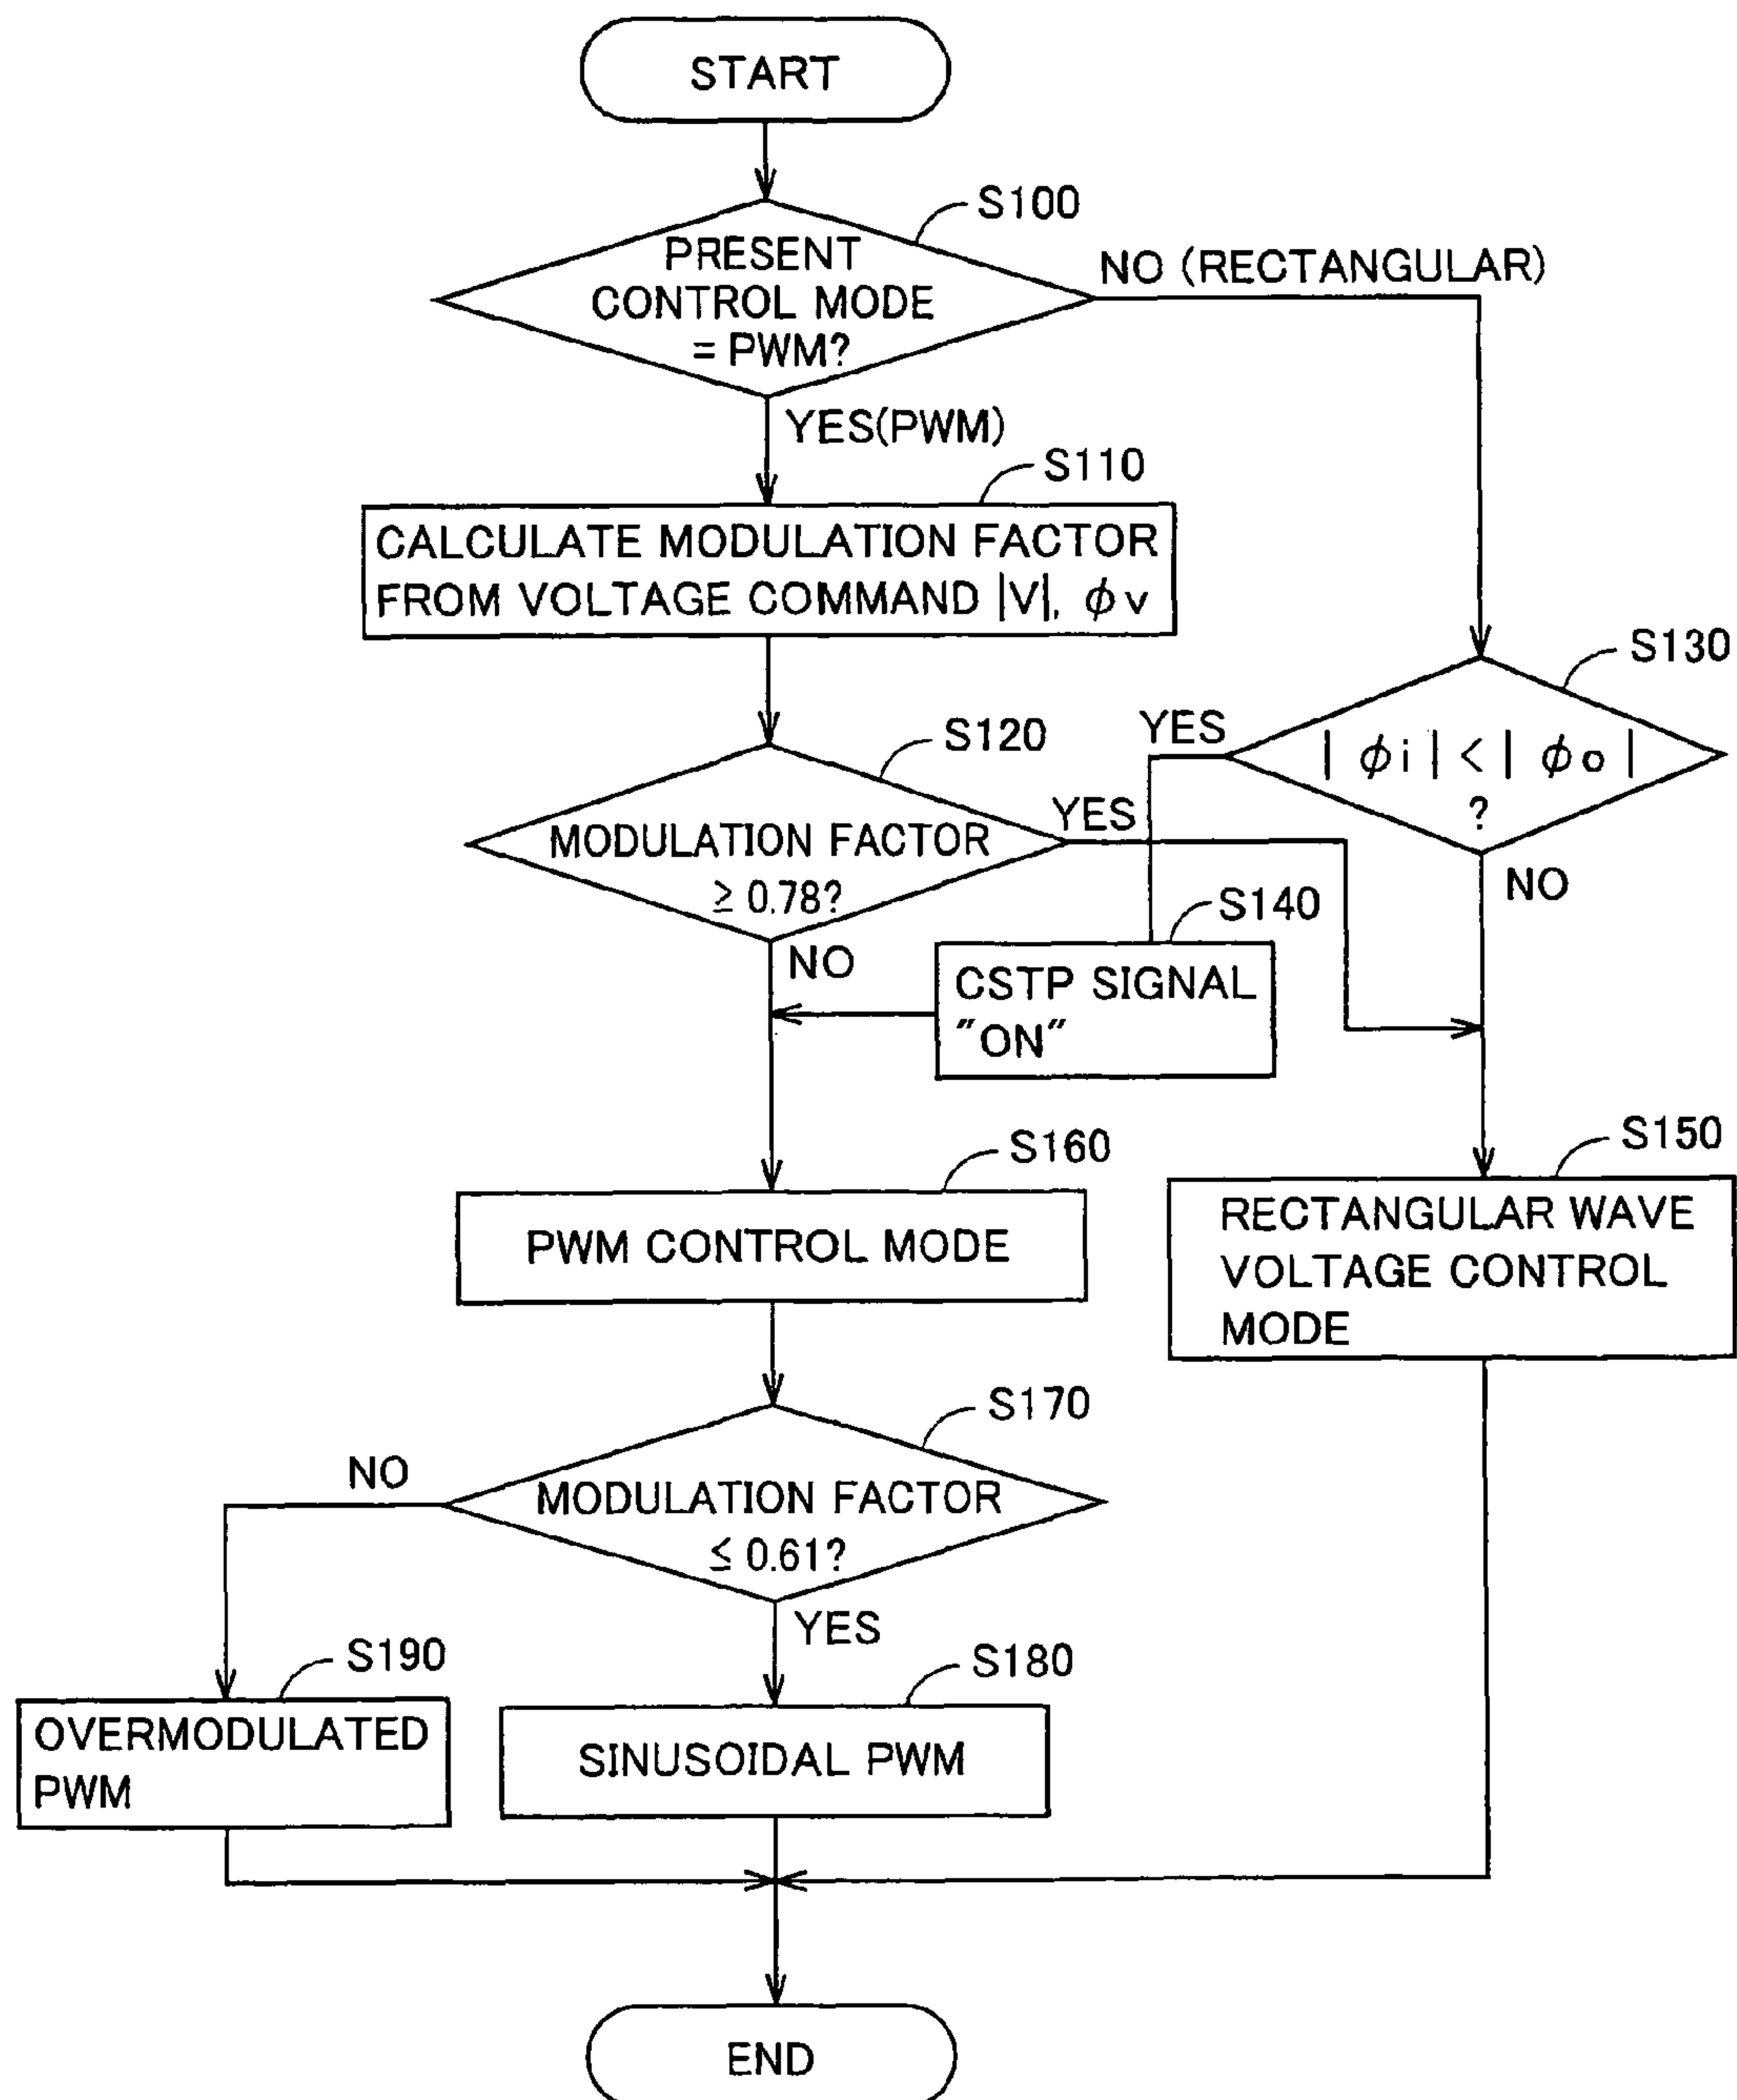 START
S100
PRESENT
CONTROL MODE
= PWM?
NO (RECTANGULAR)
YES(PWM)
S110
CALCULATE MODULATION FACTOR
FROM VOLTAGE COMMAND |V|, ϕv
S130
| ϕi | < | ϕo |
?
YES
NO
S120
MODULATION FACTOR
≥ 0.78?
YES
NO
S140
CSTP SIGNAL
"ON"
S160
PWM CONTROL MODE
S150
RECTANGULAR WAVE
VOLTAGE CONTROL
MODE
S170
MODULATION FACTOR
≤ 0.61?
NO
YES
S190
OVERMODULATED
PWM
S180
SINUSOIDAL PWM
END